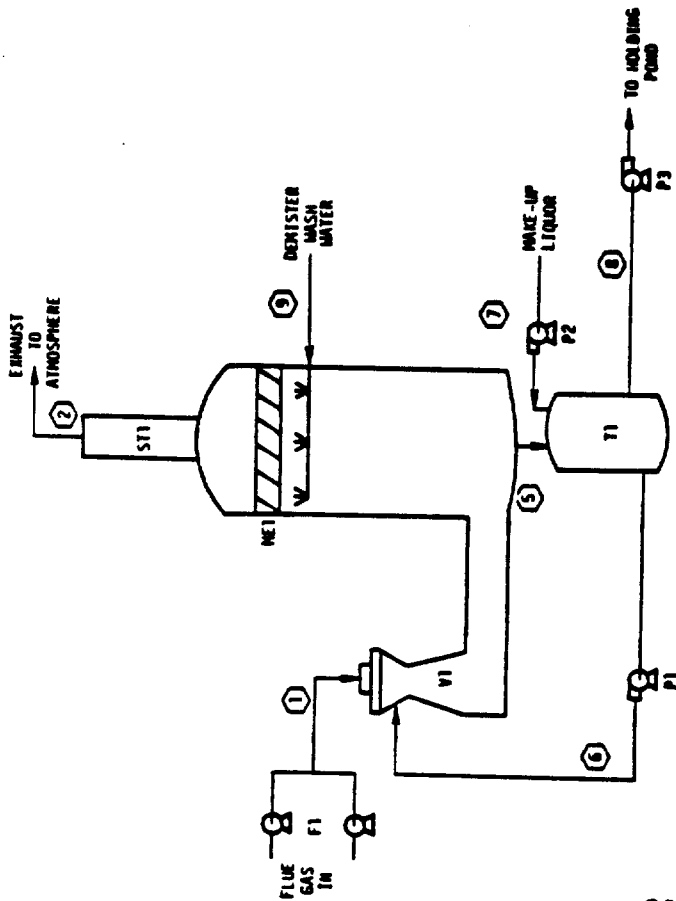 EXHAUST
TO
ATMOSPHERE
2
ST1
ME1
9
DEMISTER
WASH
WATER
FLUE
GAS
IN
F1
1
V1
5
7
MAKE-UP
LIQUOR
P2
T1
6
P1
8
P3
TO HOLDING
POND